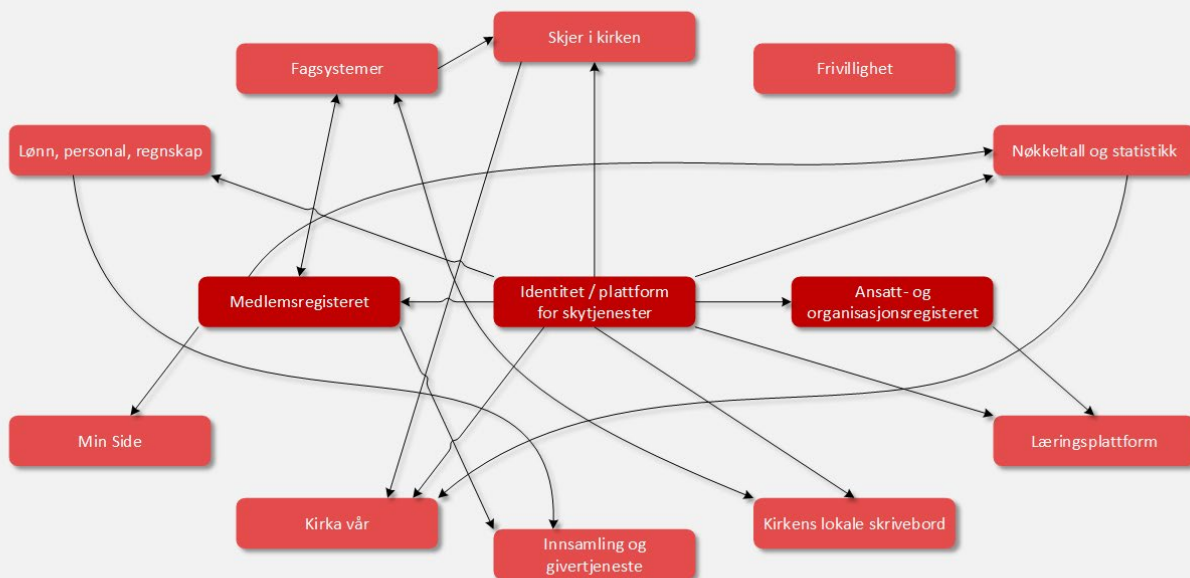 Skjer i kirken
Fagsystemer
Frivillighet
Lønn, personal, regnskap
Nøkkeltall og statistikk
Medlemsregisteret
Identitet / plattform
for skytjenester
Ansatt- og
organisasjonsregisteret
Min Side
Læringsplattform
Kirka vår
Innsamling og
givertjeneste
Kirkens lokale skrivebord